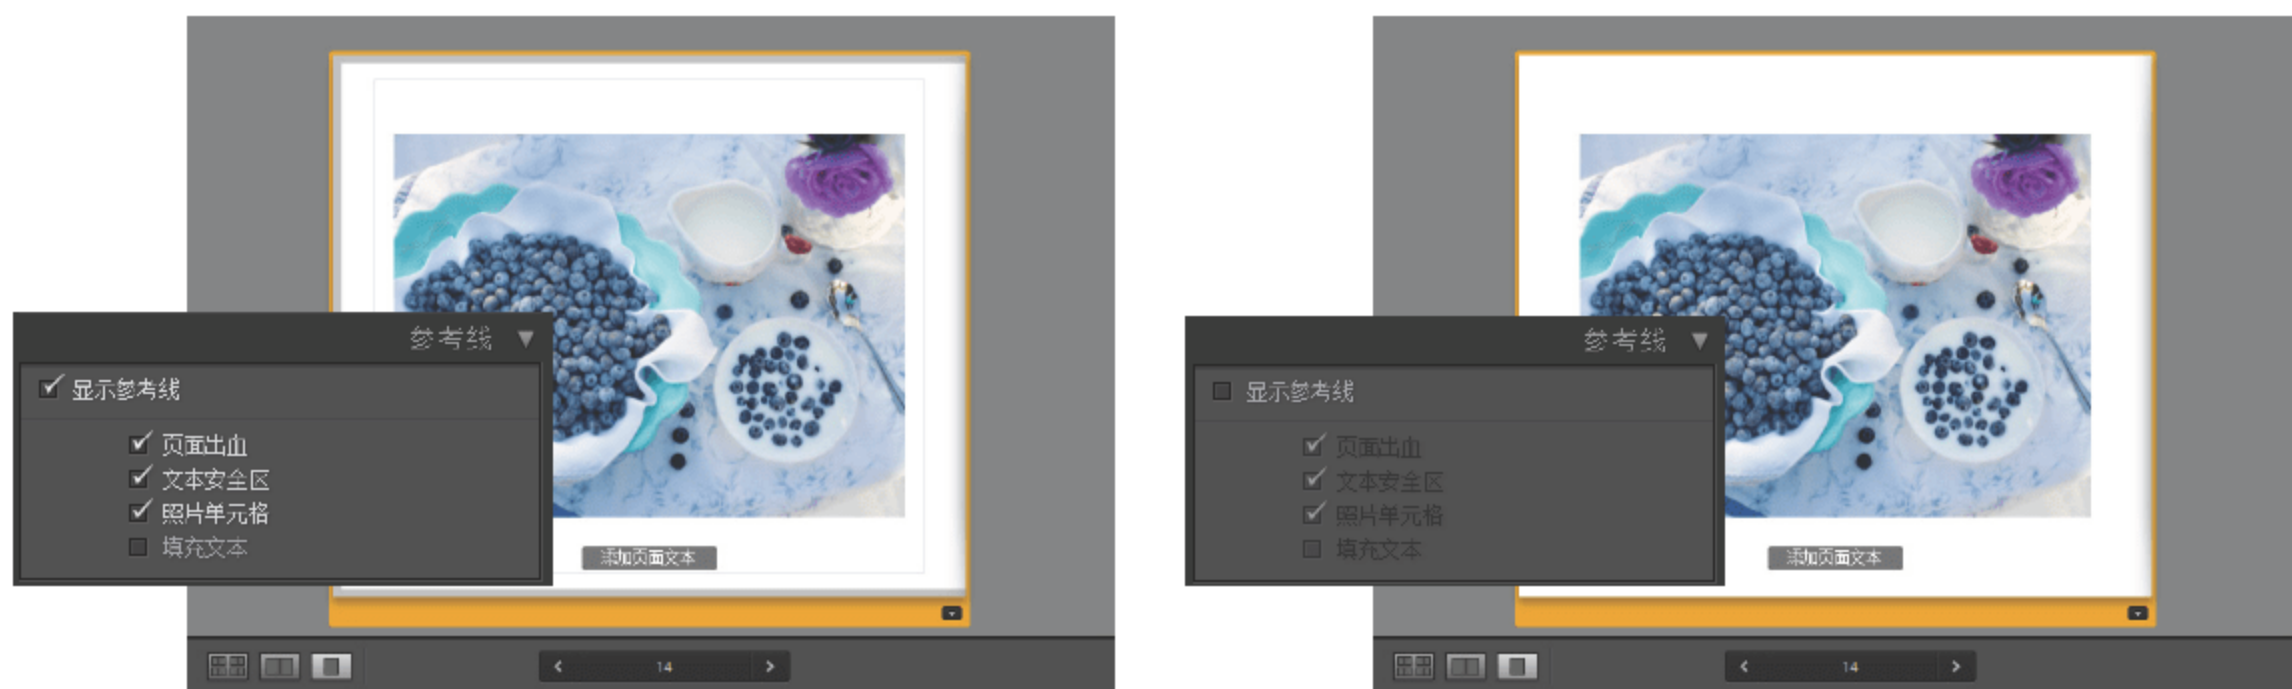 参考线
显示参考线
页面出血
文本安全区
照片单元格
填充文本
添加页面文本
14
参考线
显示参考线
页面出血
文本安全区
照片单元格
填充文本
添加页面文本
14